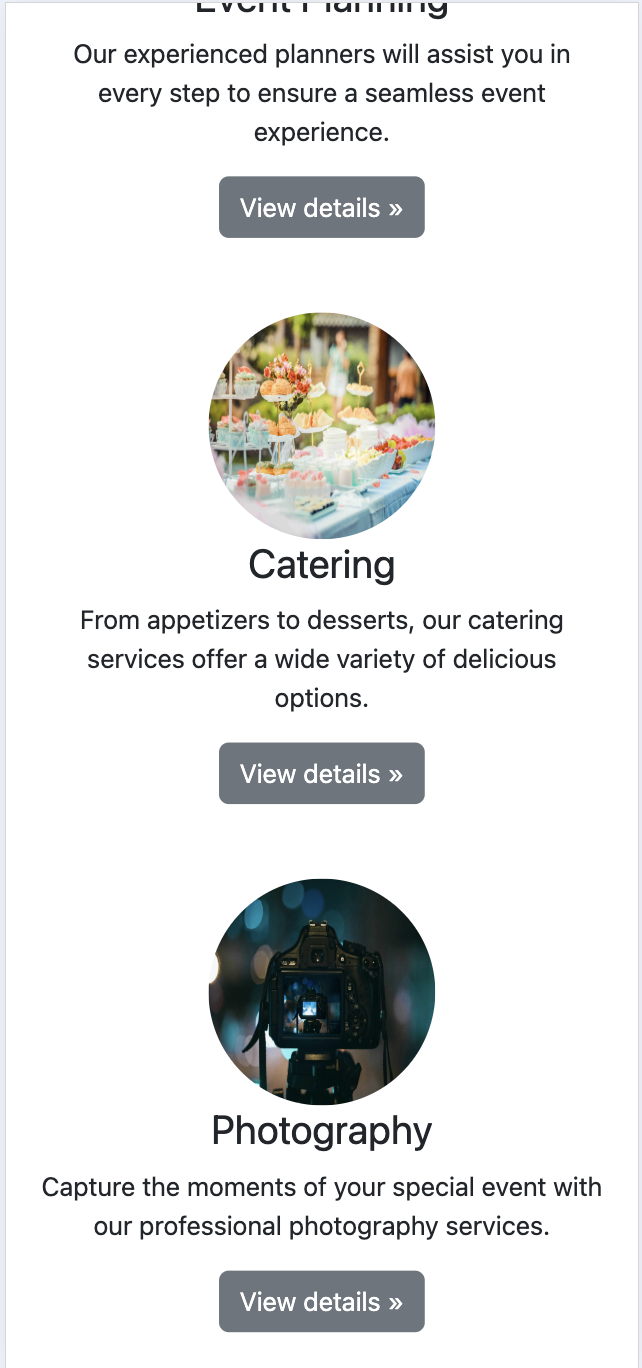 Event Planning
Our experienced planners will assist you in
every step to ensure a seamless event
experience.
View details »
Catering
From appetizers to desserts, our catering
services offer a wide variety of delicious
options.
View details »
Photography
Capture the moments of your special event with
our professional photography services.
View details »